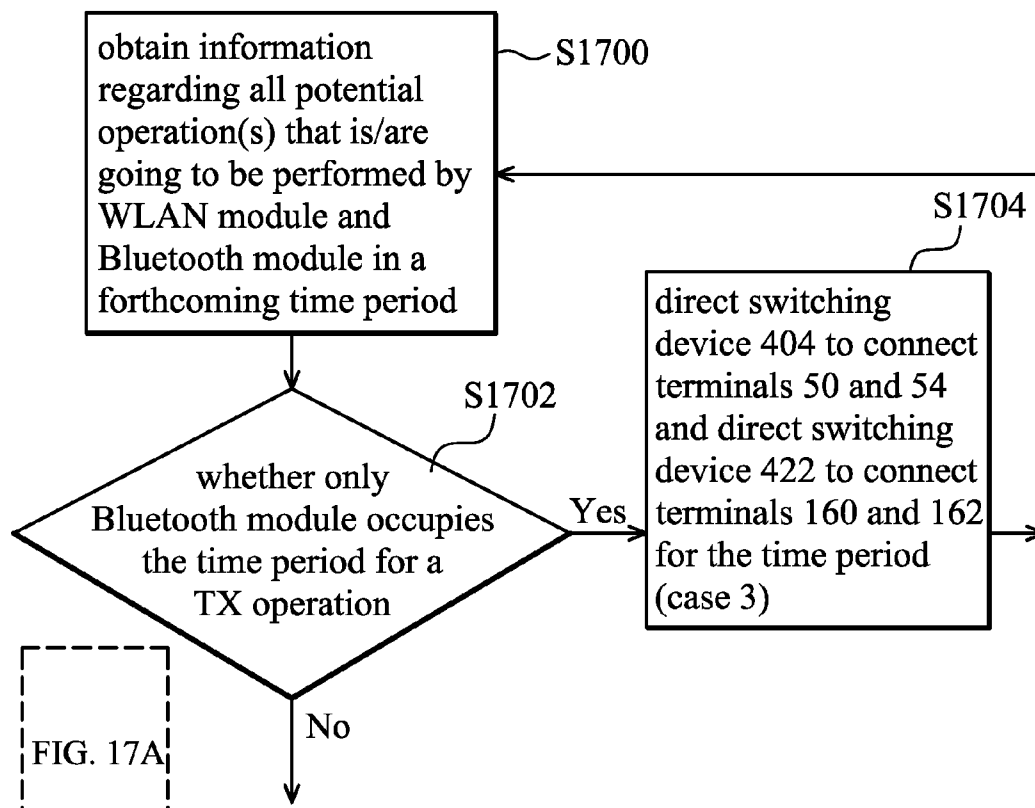 obtain information
regarding all potential
operation(s) that is/are
going to be performed by
WLAN module and
Bluetooth module in a
forthcoming time period
S1700
S1702
whether only
Bluetooth module occupies
the time period for a
TX operation
Yes
S1704
direct switching
device 404 to connect
terminals 50 and 54
and direct switching
device 422 to connect
terminals 160 and 162
for the time period
(case 3)
No
FIG. 17A